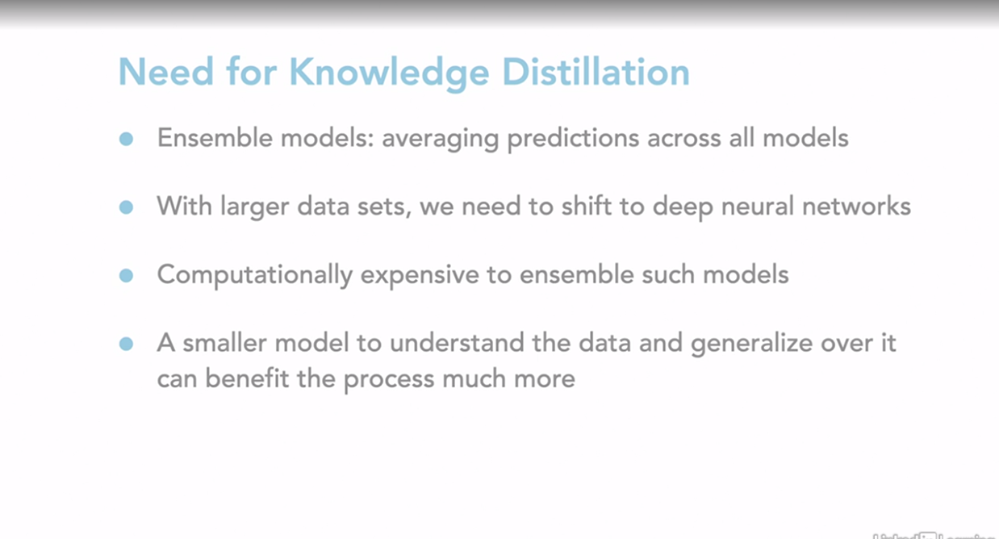 Need for Knowledge Distillation
Ensemble models: averaging predictions across all models
With larger data sets, we need to shift to deep neural networks
Computationally expensive to ensemble such models
A smaller model to understand the data and generalize over it
can benefit the process much more